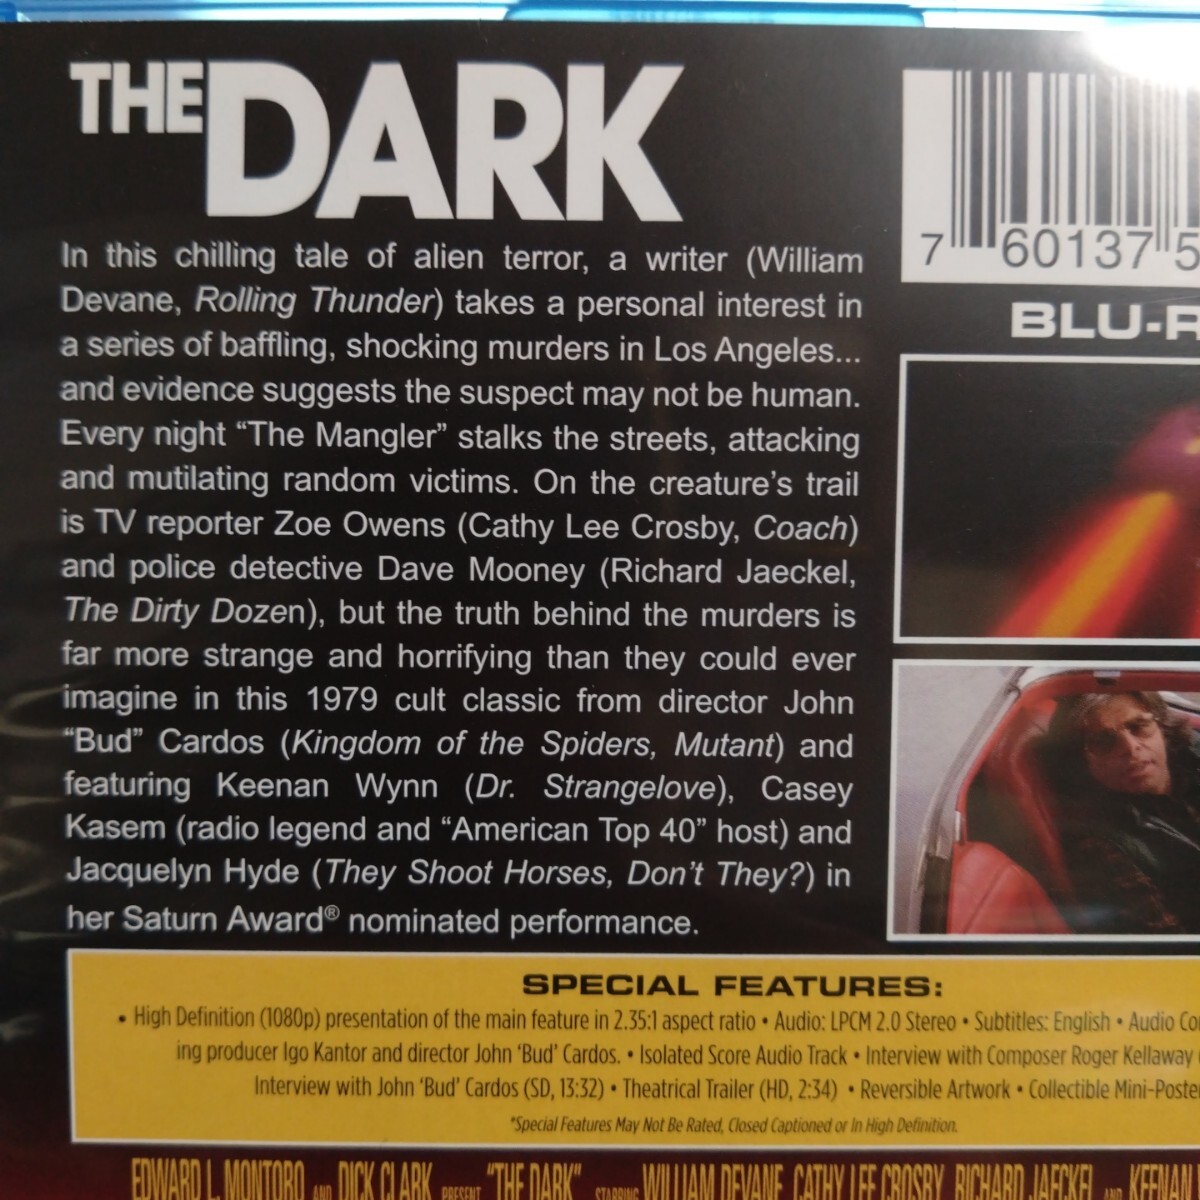 THE DARK
7 60137 5
BLU-R
In this chilling tale of alien terror, a writer (William
Devane, Rolling Thunder) takes a personal interest in
a series of baffling, shocking murders in Los Angeles...
and evidence suggests the suspect may not be human.
Every night “The Mangler” stalks the streets, attacking
and mutilating random victims. On the creature’s trail
is TV reporter Zoe Owens (Cathy Lee Crosby, Coach)
and police detective Dave Mooney (Richard Jaeckel,
The Dirty Dozen), but the truth behind the murders is
far more strange and horrifying than they could ever
imagine in this 1979 cult classic from director John
“Bud” Cardos (Kingdom of the Spiders, Mutant) and
featuring Keenan Wynn (Dr. Strangelove), Casey
Kasem (radio legend and “American Top 40” host) and
Jacquelyn Hyde (They Shoot Horses, Don’t They?) in
her Saturn Award® nominated performance.
SPECIAL FEATURES:
• High Definition (1080p) presentation of the main feature in 2.35:1 aspect ratio • Audio: LPCM 2.0 Stereo • Subtitles: English • Audio Co
ing producer Igo Kantor and director John ‘Bud’ Cardos. • Isolated Score Audio Track • Interview with Composer Roger Kellaway
Interview with John ‘Bud’ Cardos (SD, 13:32) • Theatrical Trailer (HD, 2:34) • Reversible Artwork • Collectible Mini-Poste
*Special Features May Not Be Rated, Closed Captioned or In High Definition.
EDWARD L. MONTORO AND DICK CLARK PRESENT “THE DARK” STARRING WILLIAM DEVANE CATHY LEE CROSBY RICHARD JAECKEL AND KEENAN